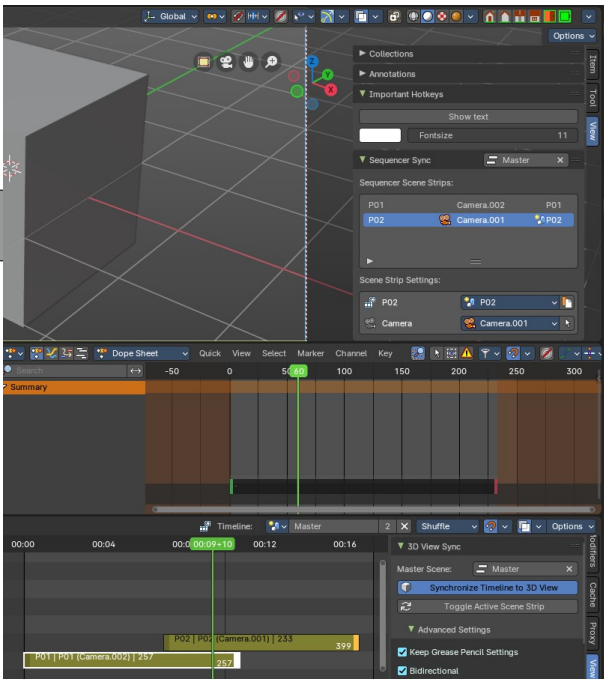 Global
Options
Z
Y
X
Collections
Annotations
Important Hotkeys
Show text
Fontsize 11
Sequencer Sync Master
Sequencer Scene Strips:
P01 Camera.002 P01
P02 Camera.001 P02
Scene Strip Settings:
P02 P02
Camera Camera.001
Item
Tool
View
Dope Sheet Quick View Select Marker Channel Key
Search -50 0 50 60 100 150 200 250 300
Summary
Timeline: Master 2 Shuffle Options
00:00 00:04 00:0 00:09+10 00:12 00:16
P02 | P02 (Camera.001) | 233
399
P01 | P01 (Camera.002) | 257
257
3D View Sync
Master Scene: Master
Synchronize Timeline to 3D View
Toggle Active Scene Strip
Advanced Settings
Keep Grease Pencil Settings
Bidirectional
Cache
Proxy
View